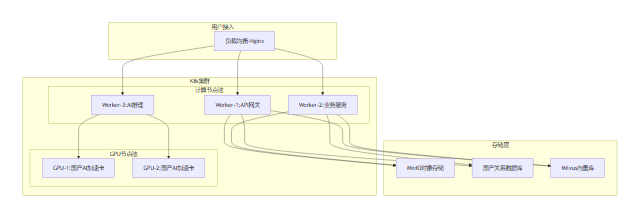 用户接入
负载均衡-Nginx
K8s集群
计算节点池
Worker-3:AI推理
Worker-1:API网关
Worker-2:业务服务
GPU节点池
GPU-1:国产AI加速卡
GPU-2:国产AI加速卡
存储层
MinIO对象存储
国产关系数据库
Milvus向量库